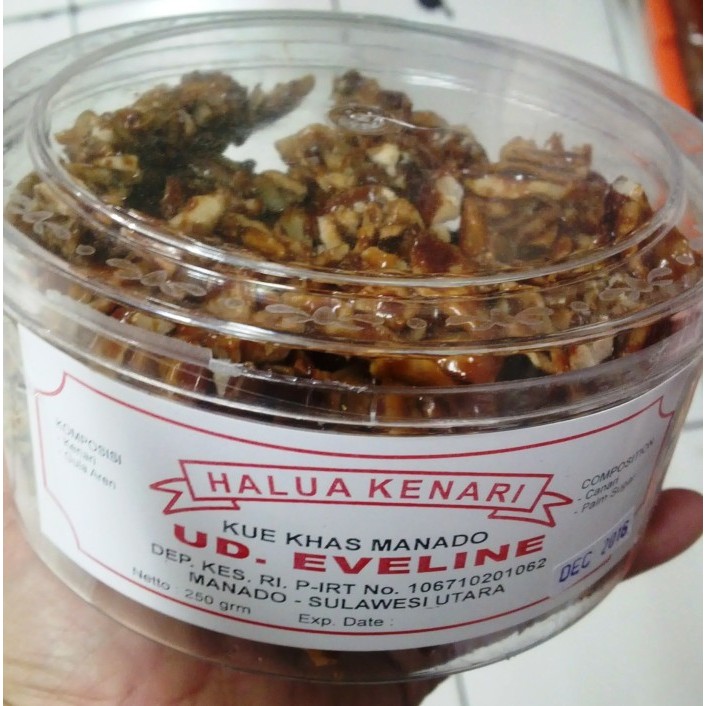 KOMPOSISI
- Kenari
- Gula Aren
HALUA KENARI
COMPOSITION
- Canari
- Palm Sugar
KUE KHAS MANADO
UD. EVELINE
DEP. KES. RI. P-IRT No. 106710201062
MANADO - SULAWESI UTARA
Netto : 250 grm
Exp. Date :
DEC 2016